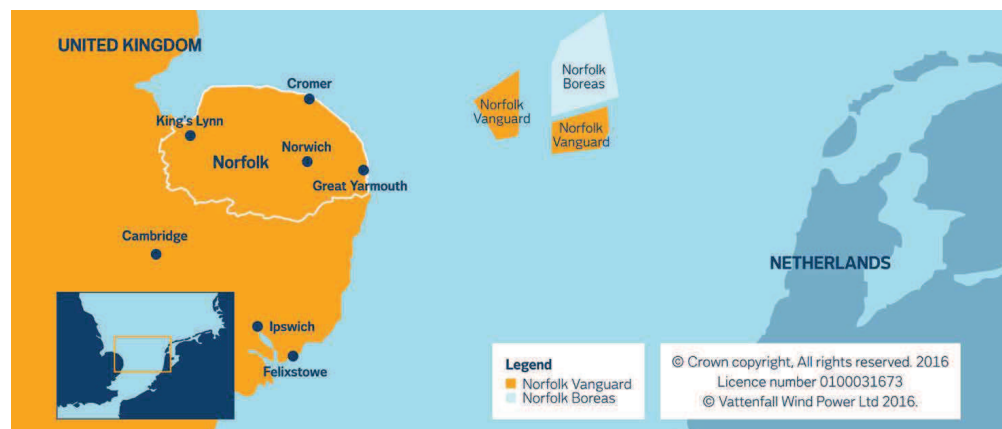 UNITED KINGDOM
Cromer
King's Lynn
Norfolk
Norwich
Great Yarmouth
Cambridge
Ipswich
Felixstowe
Norfolk
Vanguard
Norfolk
Boreas
Norfolk
Vanguard
NETHERLANDS
Legend
Norfolk Vanguard
Norfolk Boreas
© Crown copyright, All rights reserved. 2016
Licence number 0100031673
© Vattenfall Wind Power Ltd 2016.